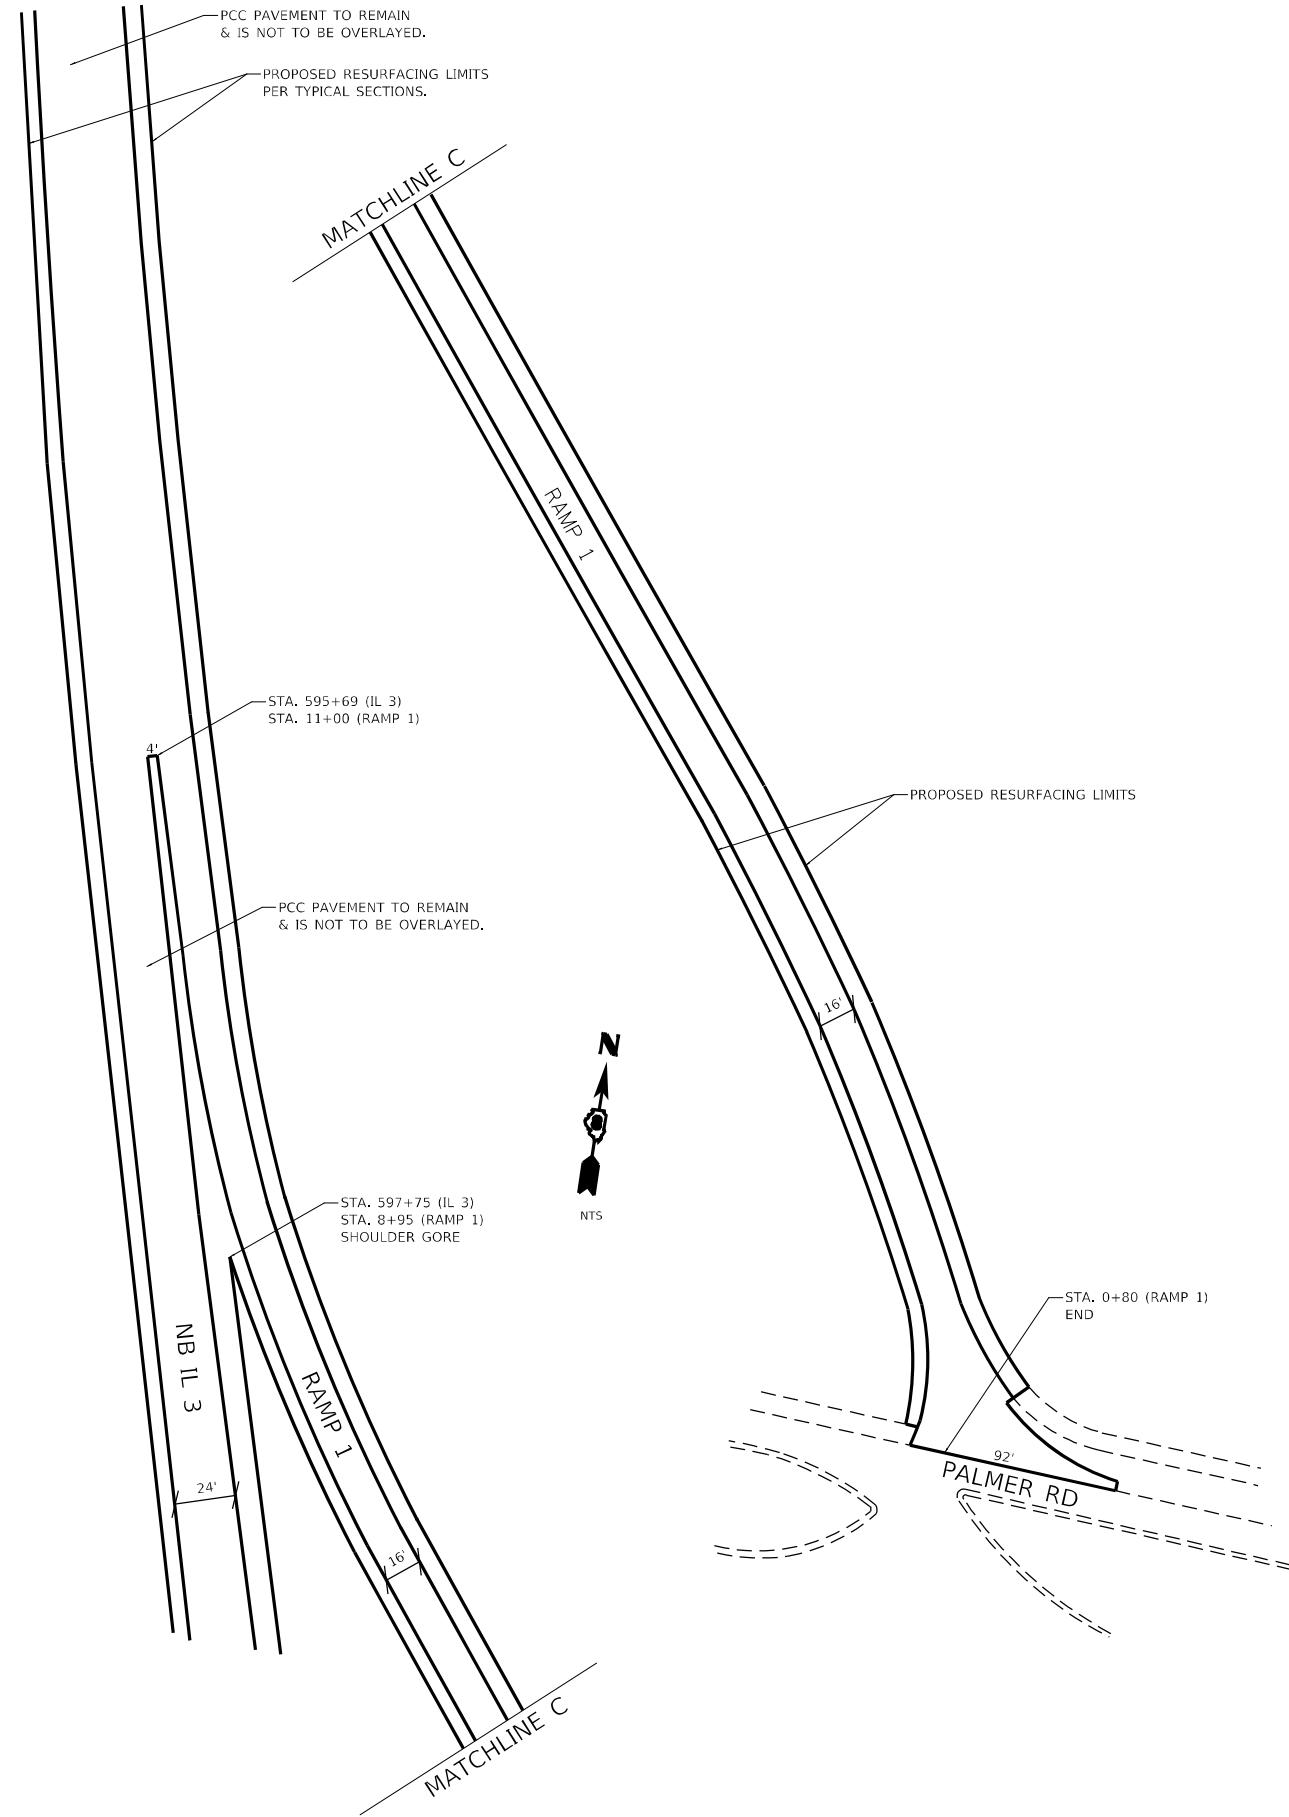 PCC PAVEMENT TO REMAIN
& IS NOT TO BE OVERLAYED.
PROPOSED RESURFACING LIMITS
PER TYPICAL SECTIONS.
MATCHLINE C
RAMP 1
STA. 595+69 (IL 3)
STA. 11+00 (RAMP 1)
4'
PROPOSED RESURFACING LIMITS
PCC PAVEMENT TO REMAIN
& IS NOT TO BE OVERLAYED.
16'
N
NTS
STA. 597+75 (IL 3)
STA. 8+95 (RAMP 1)
SHOULDER GORE
STA. 0+80 (RAMP 1)
END
NB IL 3
RAMP 1
92'
PALMER RD
24'
16'
MATCHLINE C